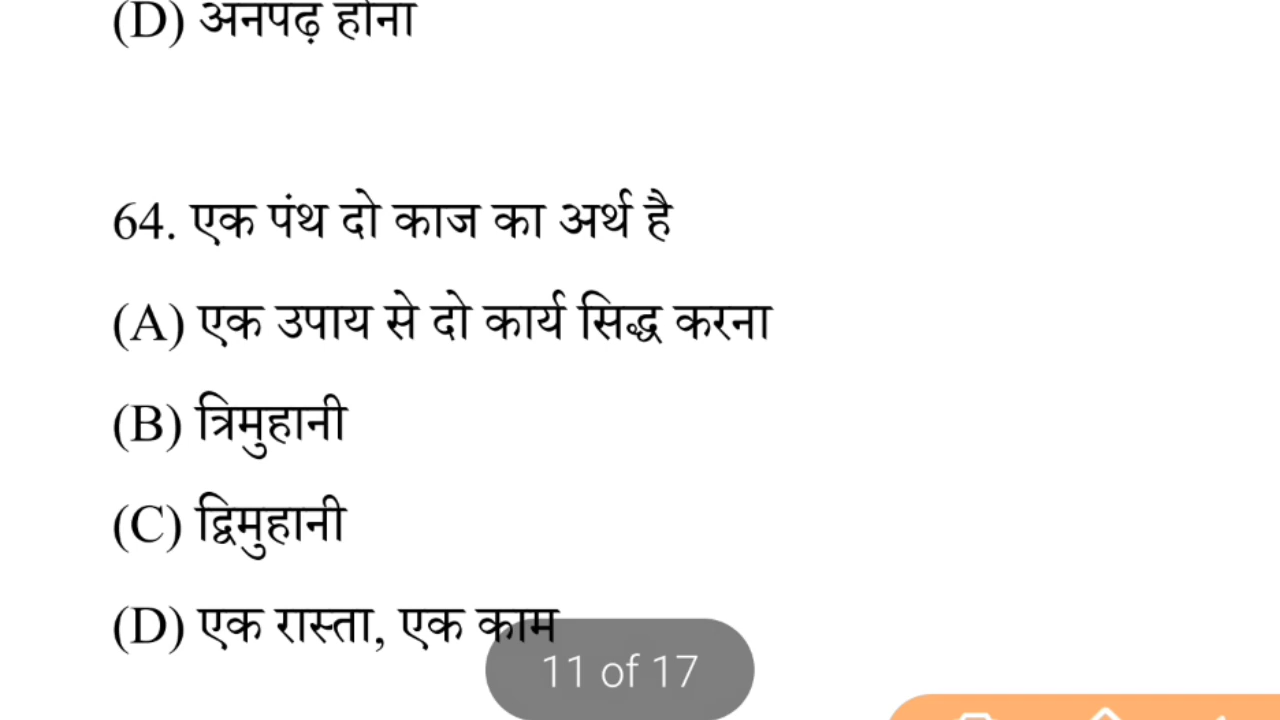 (D) अनपढ़ होना
64. एक पंथ दो काज का अर्थ है
(A) एक उपाय से दो कार्य सिद्ध करना
(B) त्रिमुहानी
(C) द्विमुहानी
(D) एक रास्ता, एक काम
11 of 17